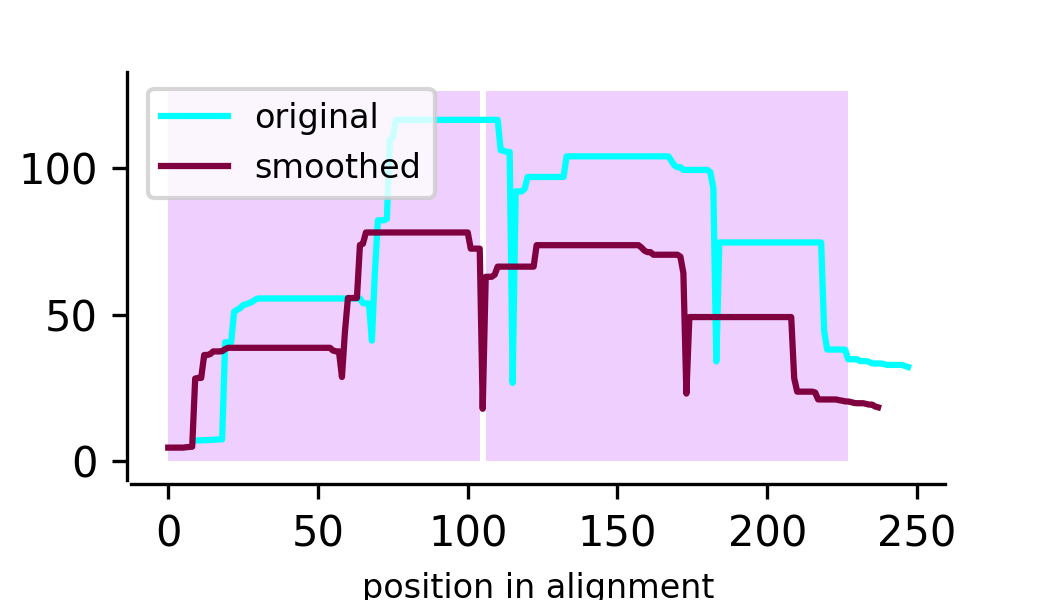 original
smoothed
100
50
0
0 50 100 150 200 250
position in alignment